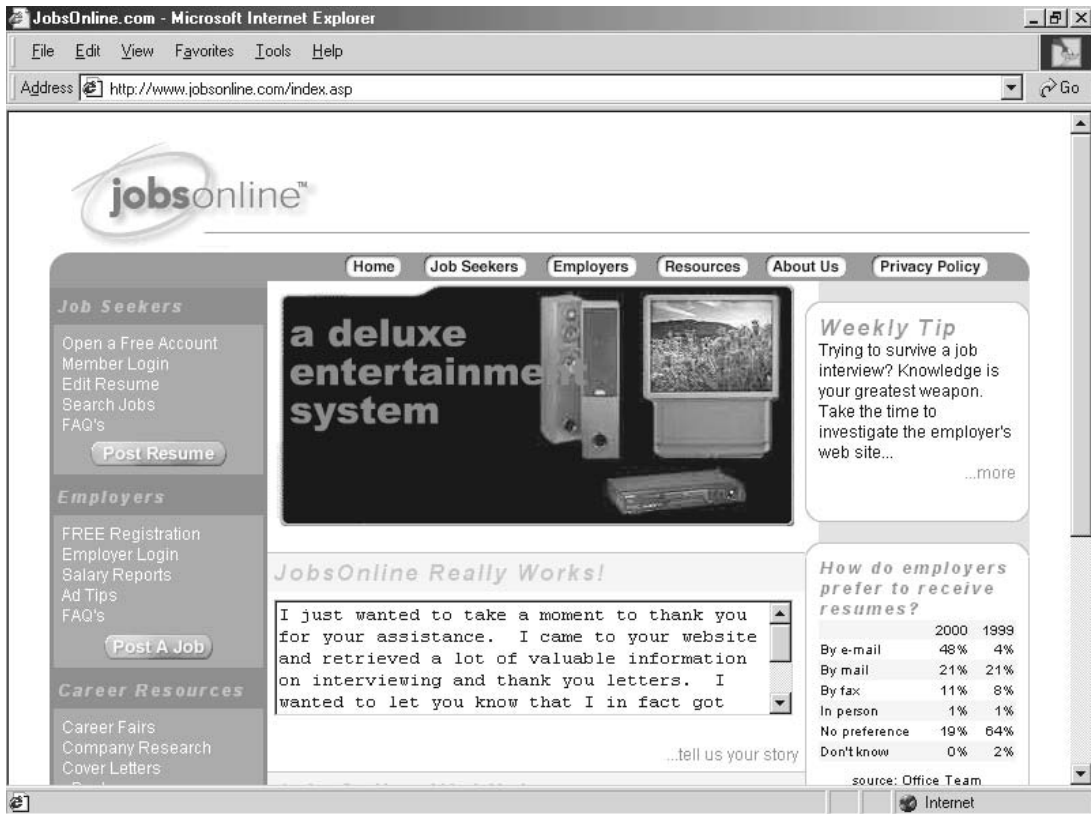 JobsOnline.com - Microsoft Internet Explorer
File Edit View Favorites Tools Help
Address http://www.jobsonline.com/index.asp Go
jobsonline™
Home Job Seekers Employers Resources About Us Privacy Policy
Job Seekers
Open a Free Account
Member Login
Edit Resume
Search Jobs
FAQ's
Post Resume
Employers
FREE Registration
Employer Login
Salary Reports
Ad Tips
FAQ's
Post A Job
Career Resources
Career Fairs
Company Research
Cover Letters
a deluxe
entertainment
system
JobsOnline Really Works!
I just wanted to take a moment to thank you
for your assistance. I came to your website
and retrieved a lot of valuable information
on interviewing and thank you letters. I
wanted to let you know that I in fact got
...tell us your story
Weekly Tip
Trying to survive a job
interview? Knowledge is
your greatest weapon.
Take the time to
investigate the employer's
web site...
...more
How do employers
prefer to receive
resumes?
2000 1999
By e-mail 48% 4%
By mail 21% 21%
By fax 11% 8%
In person 1% 1%
No preference 19% 64%
Don't know 0% 2%
source: Office Team
Internet